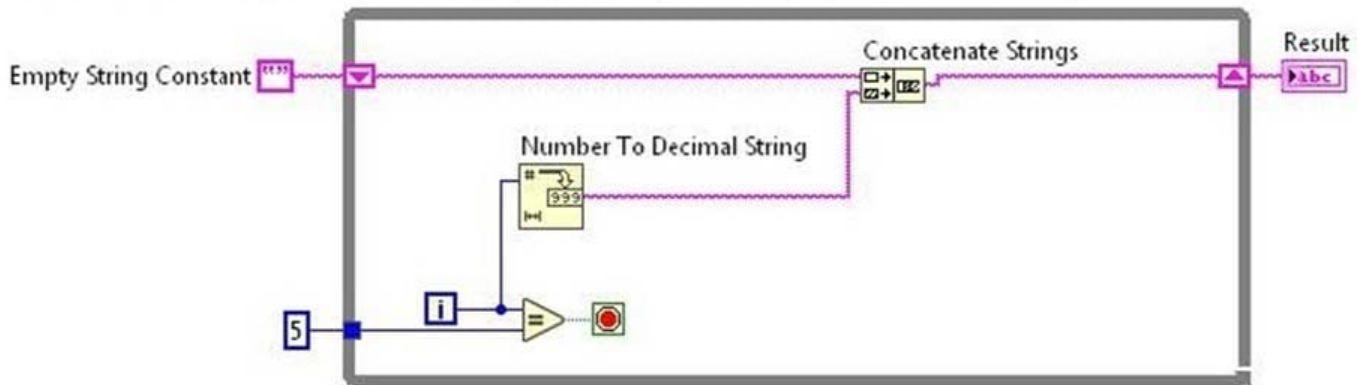 Concatenate Strings
Result
Empty String Constant ""
abc
Number To Decimal String
#
999
i
=
5